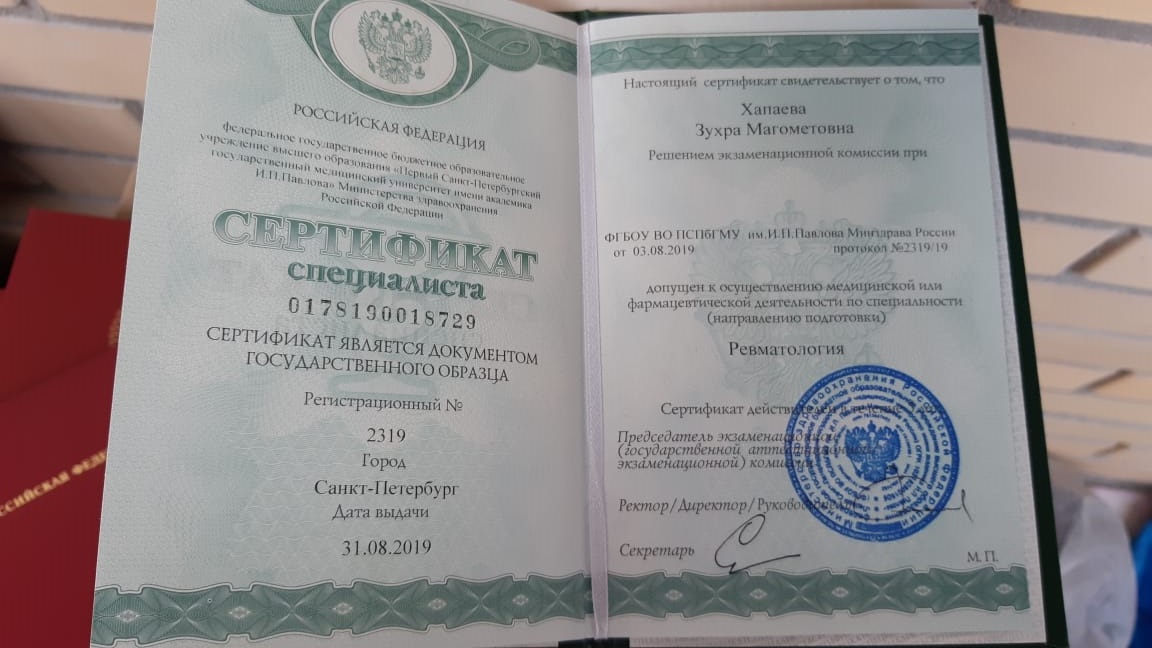 РОССИЙСКАЯ ФЕДЕРАЦИЯ
федеральное государственное бюджетное образовательное
учреждение высшего образования «Первый Санкт-Петербургский
государственный медицинский университет имени академика
И.П.Павлова» Министерства здравоохранения
Российской Федерации
СЕРТИФИКАТ
специалиста
0178190018729
СЕРТИФИКАТ ЯВЛЯЕТСЯ ДОКУМЕНТОМ
ГОСУДАРСТВЕННОГО ОБРАЗЦА
Регистрационный №
2319
Город
Санкт-Петербург
Дата выдачи
31.08.2019
Настоящий сертификат свидетельствует о том, что
Хапаева
Зухра Магометовна
Решением экзаменационной комиссии при
ФГБОУ ВО ПСПбГМУ им.И.П.Павлова Минздрава России
от 03.08.2019 протокол №2319/19
допущен к осуществлению медицинской или
фармацевтической деятельности по специальности
(направлению подготовки)
Ревматология
Сертификат действителен в течение
Председатель экзаменационной
(государственной аттестационной
экзаменационной) комиссии
Ректор/Директор/Руководитель
Секретарь
М. П.